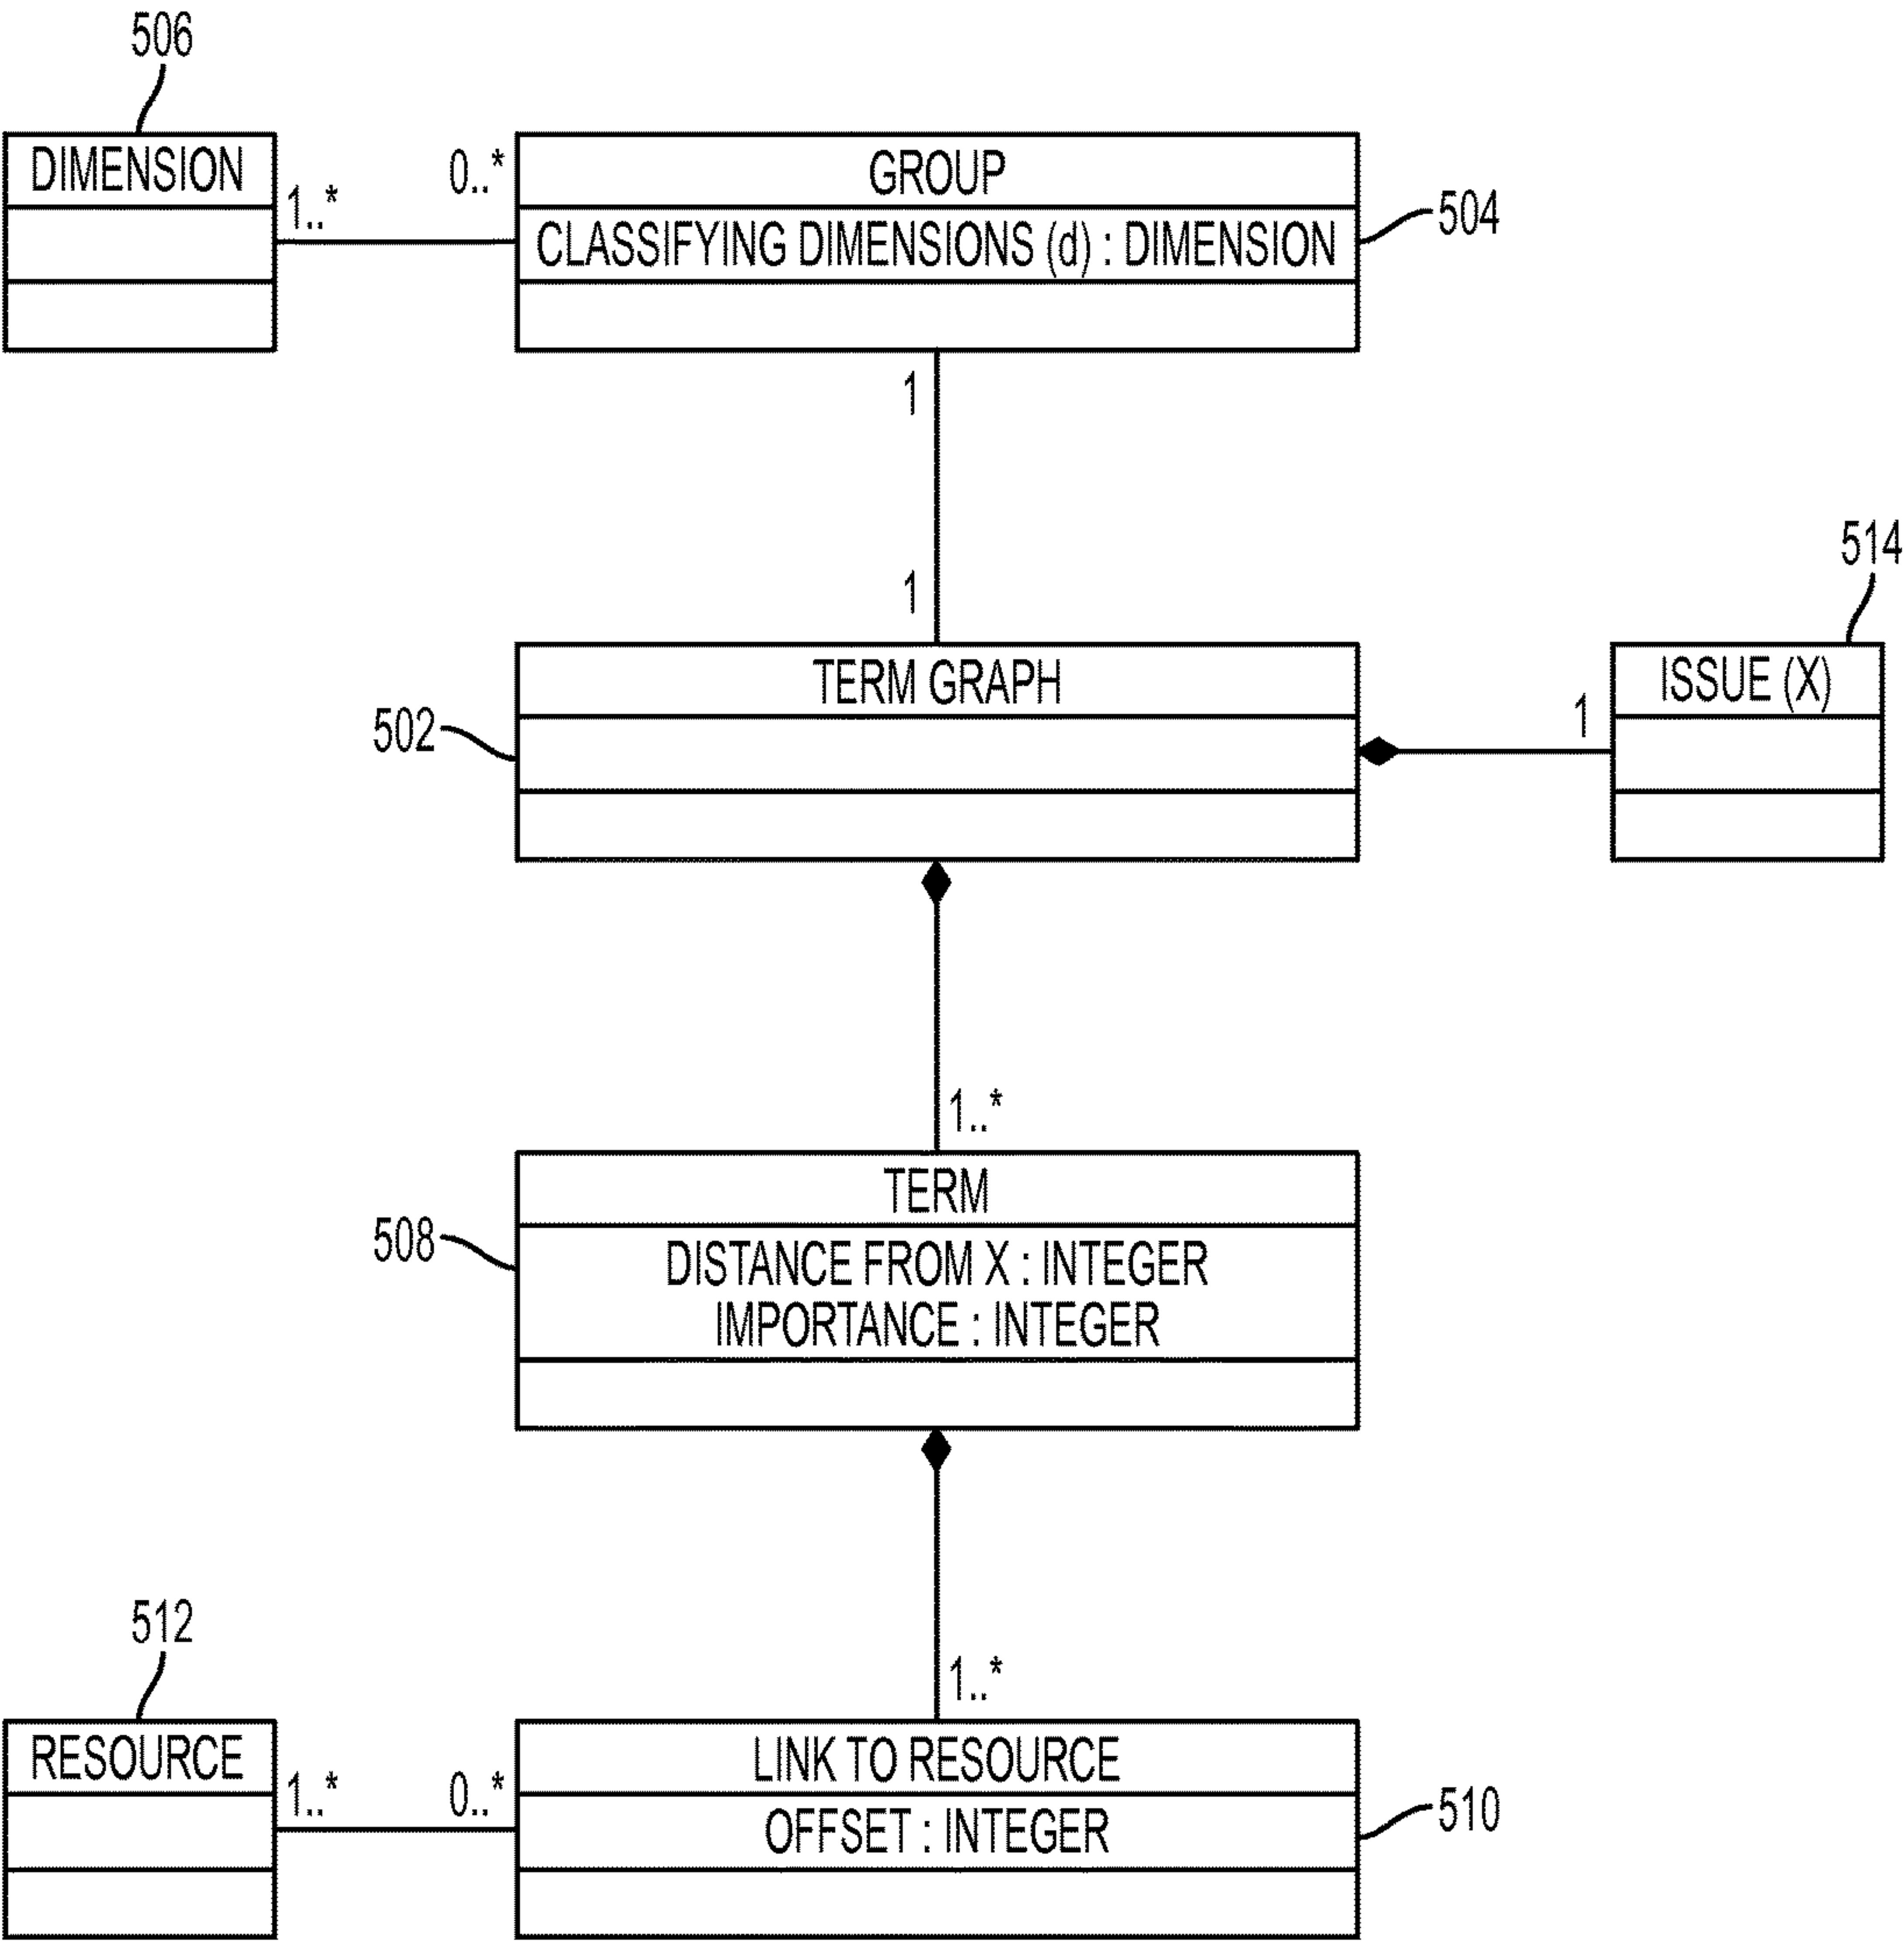 506
DIMENSION
1..*
0..*
GROUP
CLASSIFYING DIMENSIONS (d) : DIMENSION
504
1
1
514
TERM GRAPH
502
1
ISSUE (X)
1..*
TERM
508
DISTANCE FROM X : INTEGER
IMPORTANCE : INTEGER
1..*
512
RESOURCE
1..*
0..*
LINK TO RESOURCE
OFFSET : INTEGER
510